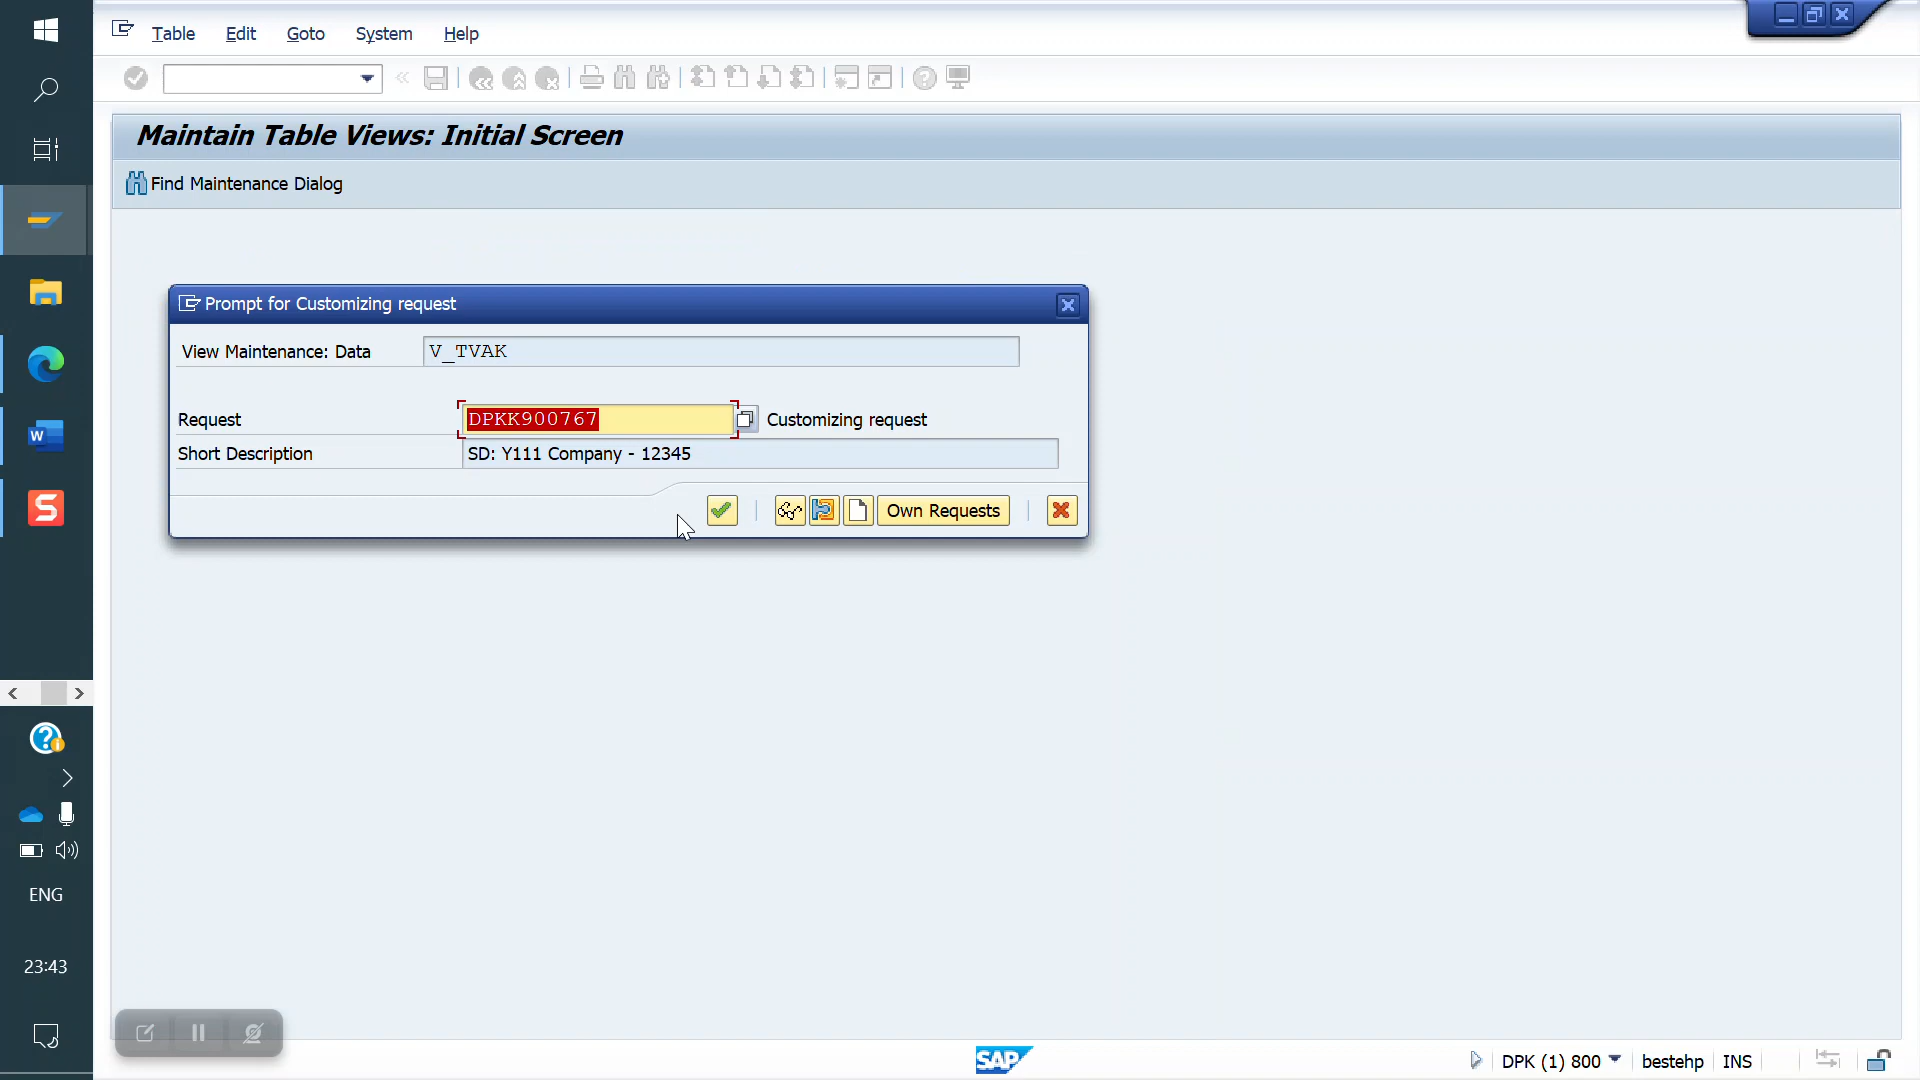 Table Edit Goto System Help
Maintain Table Views: Initial Screen
Find Maintenance Dialog
Prompt for Customizing request
View Maintenance: Data V_TVAK
Request DPKK900767 Customizing request
Short Description SD: Y111 Company - 12345
Own Requests
ENG
23:43
SAP DPK (1) 800 bestehp INS